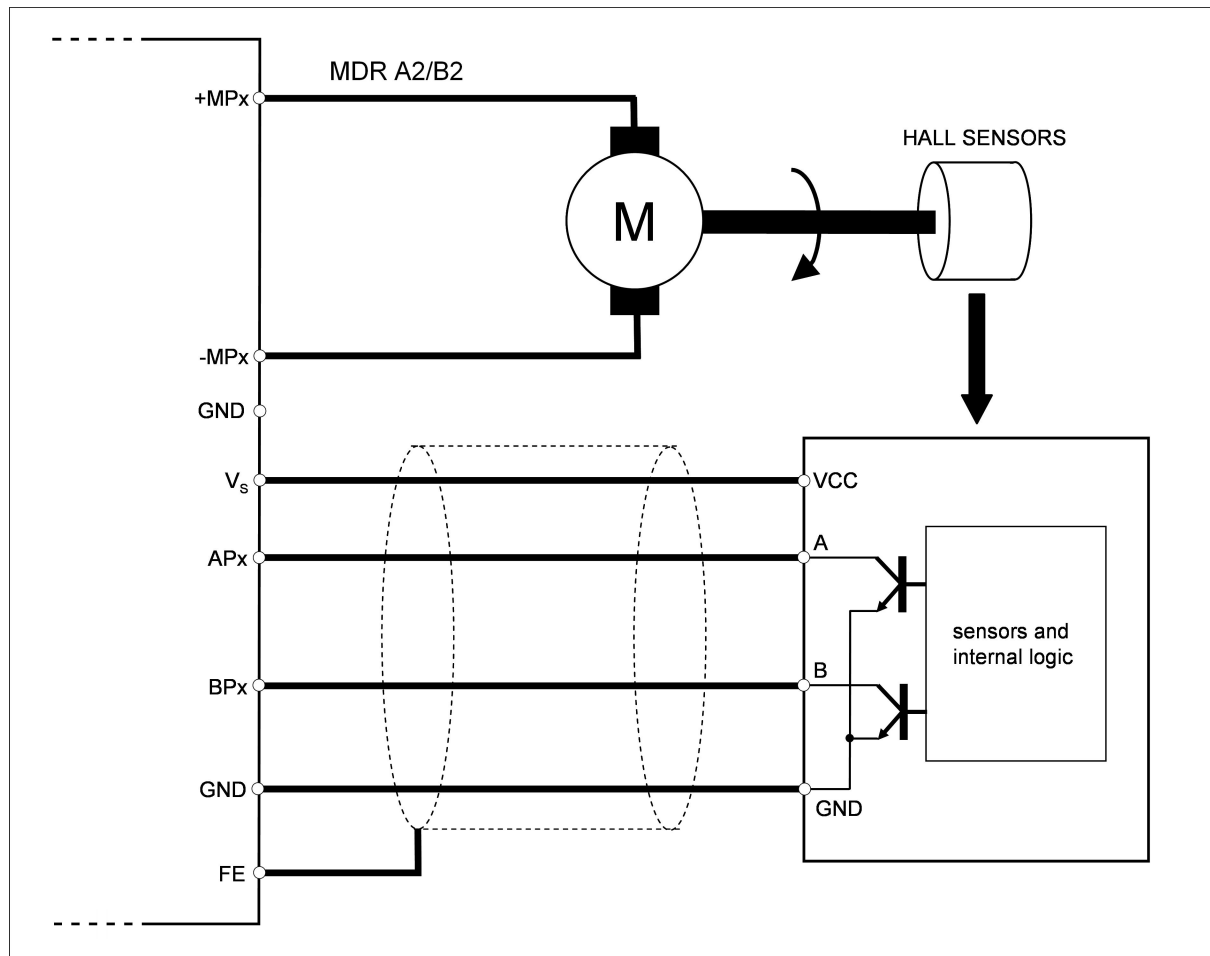 MDR A2/B2
+MPx
HALL SENSORS
M
-MPx
GND
Vs
VCC
APx
A
sensors and
internal logic
BPx
B
GND
GND
FE